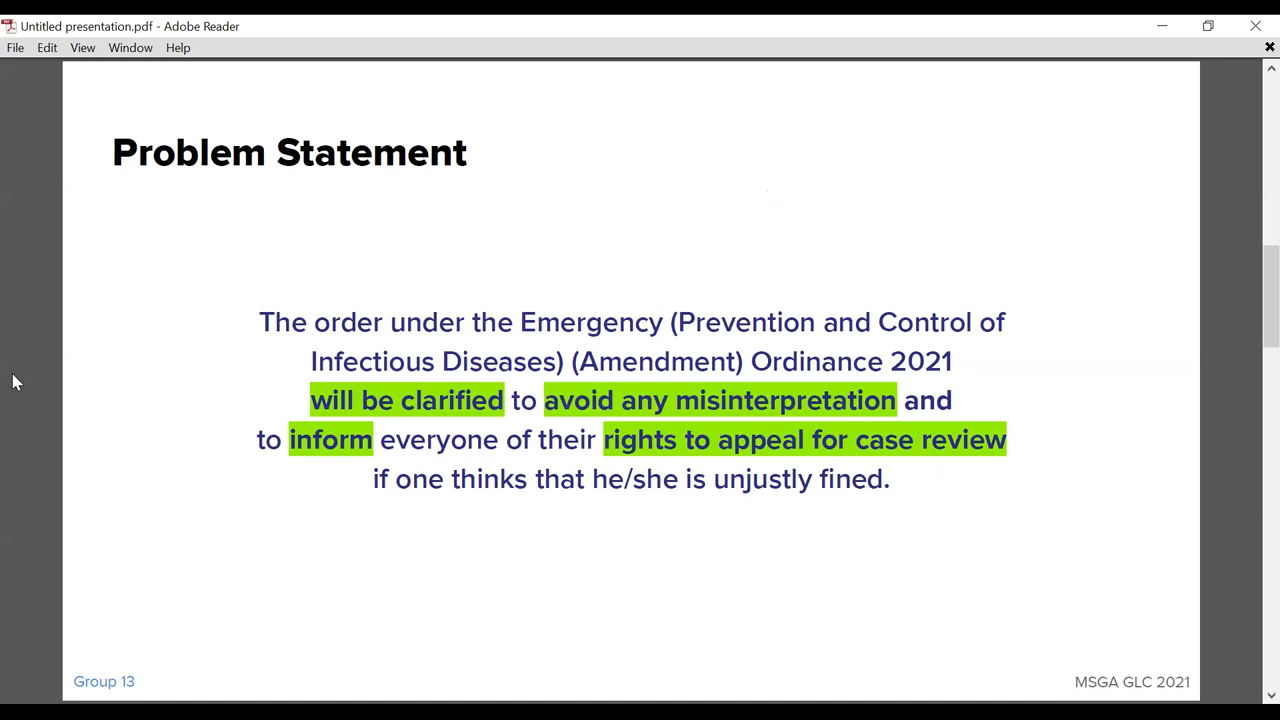 Untitled presentation.pdf - Adobe Reader
File Edit View Window Help
Problem Statement
The order under the Emergency (Prevention and Control of
Infectious Diseases) (Amendment) Ordinance 2021
will be clarified to avoid any misinterpretation and
to inform everyone of their rights to appeal for case review
if one thinks that he/she is unjustly fined.
Group 13
MSGA GLC 2021